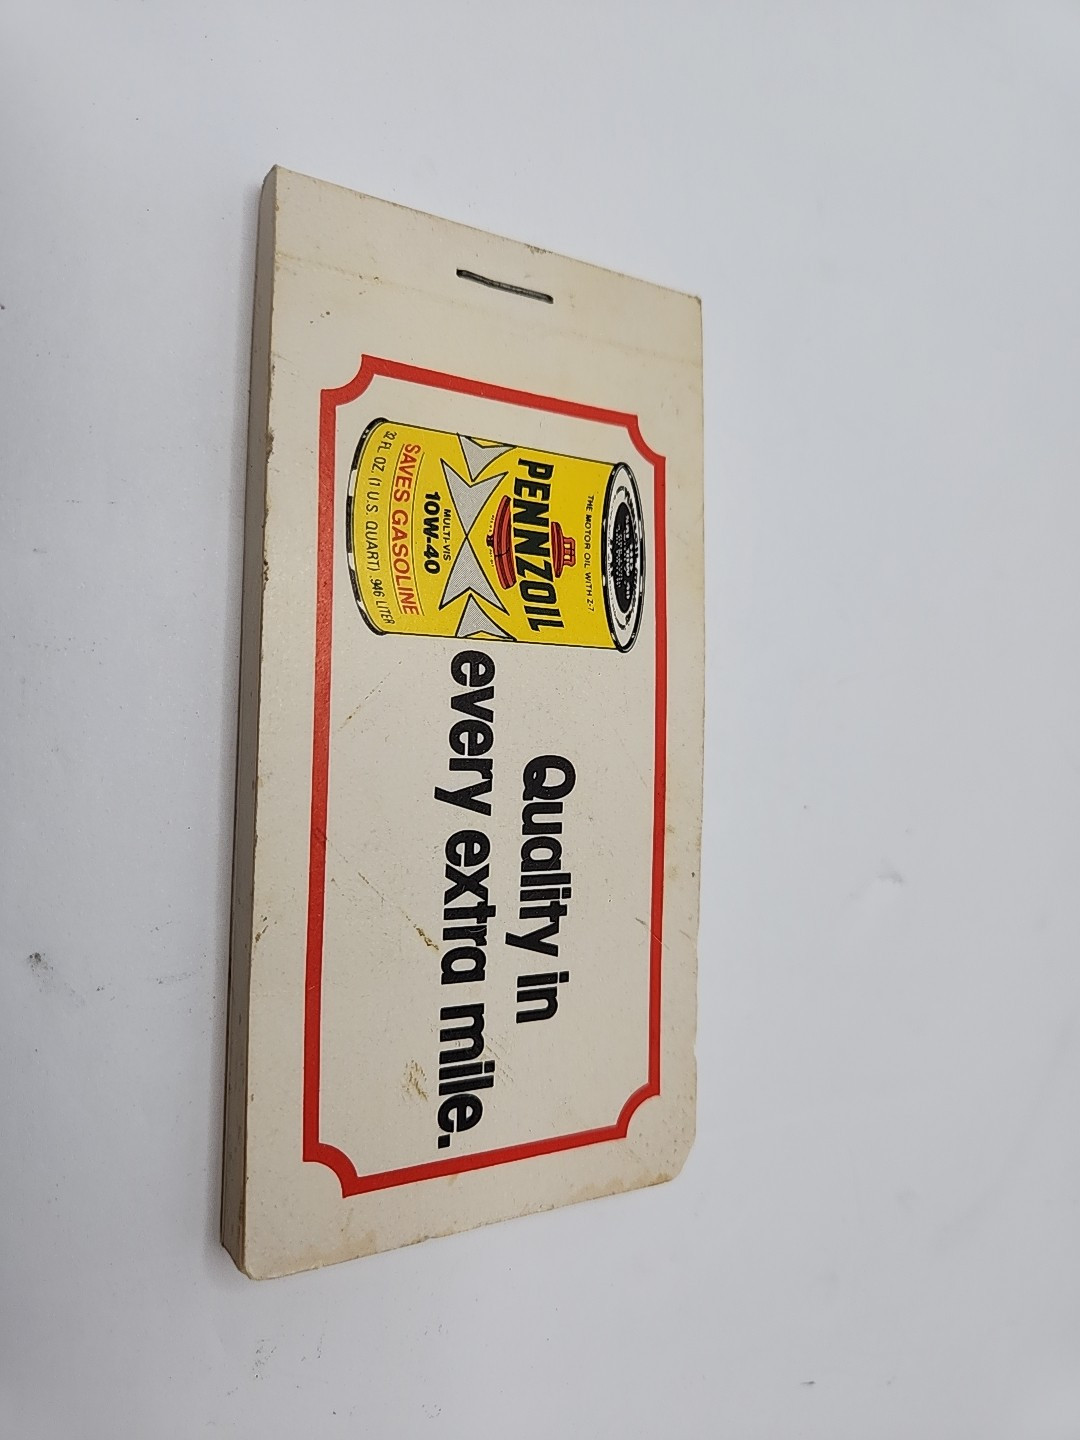 THE MOTOR OIL WITH Z-7
PENNZOIL
MULTI-VIS
10W-40
SAVES GASOLINE
32 FL. OZ. (1 U.S. QUART) .946 LITER
Quality in
every extra mile.